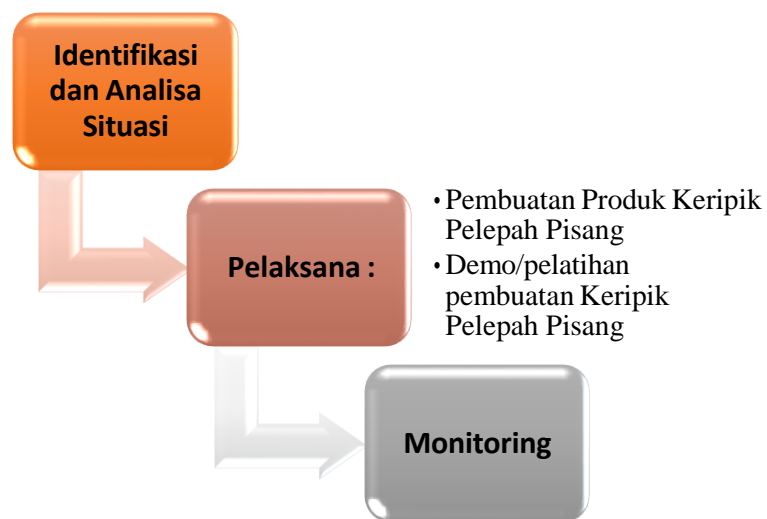 Identifikasi
dan Analisa
Situasi
Pelaksana :
• Pembuatan Produk Keripik
Pelepah Pisang
• Demo/pelatihan
pembuatan Keripik
Pelepah Pisang
Monitoring